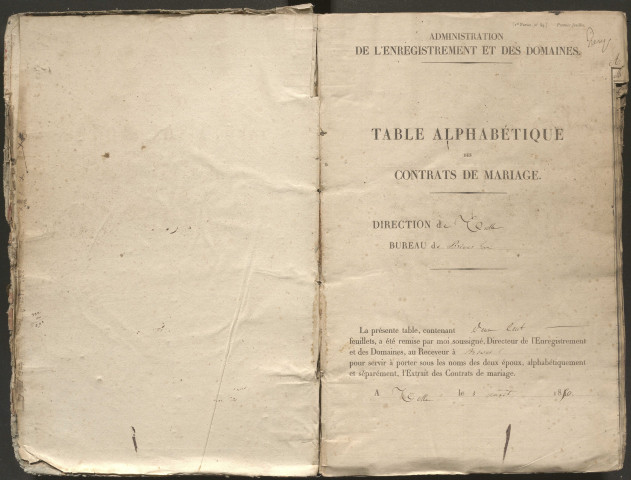 ADMINISTRATION
DE L'ENREGISTREMENT ET DES DOMAINES.
TABLE ALPHABÉTIQUE
DES
CONTRATS DE MARIAGE.
DIRECTION de
BUREAU de
La présente table, contenant
feuillets, a été remise par moi soussigné, Directeur de l'Enregistrement
et des Domaines, au Receveur à
pour servir à porter sous les noms des deux époux, alphabétiquement
et séparément, l'Extrait des Contrats de mariage.
A le 1